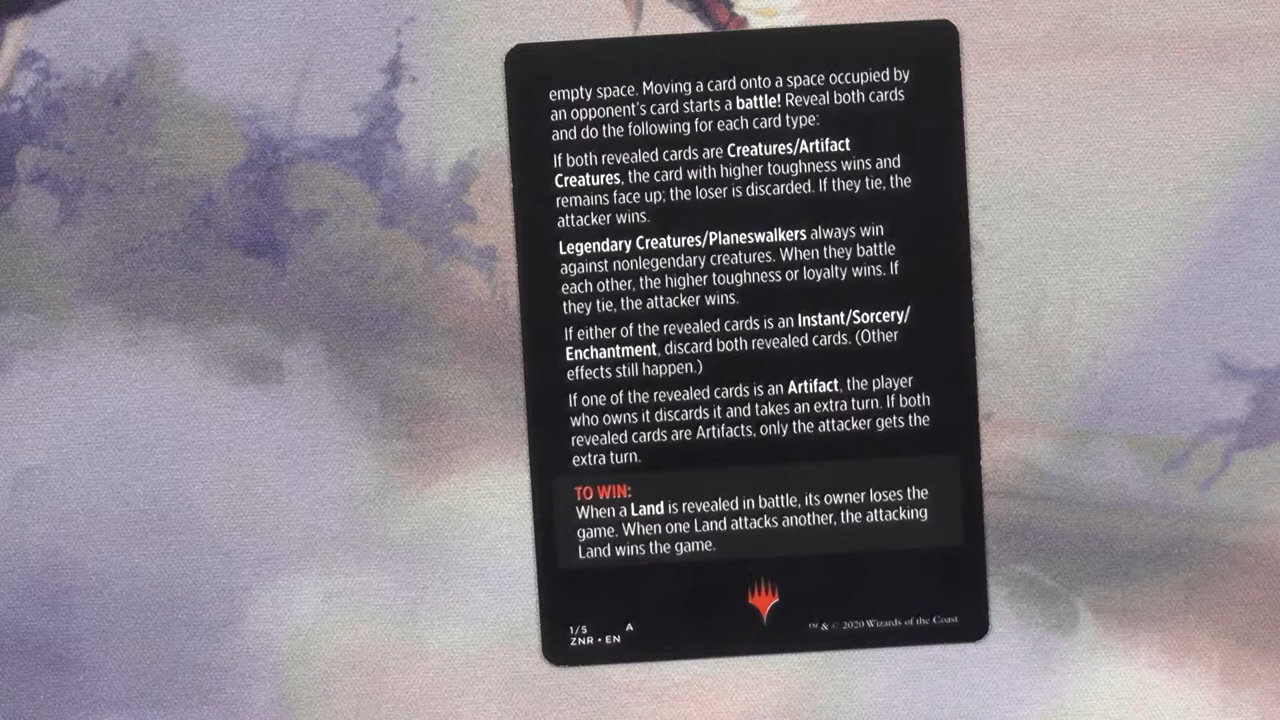 empty space. Moving a card onto a space occupied by
an opponent's card starts a battle! Reveal both cards
and do the following for each card type:
If both revealed cards are Creatures/Artifact
Creatures, the card with higher toughness wins and
remains face up; the loser is discarded. If they tie, the
attacker wins.
Legendary Creatures/Planeswalkers always win
against nonlegendary creatures. When they battle
each other, the higher toughness or loyalty wins. If
they tie, the attacker wins.
If either of the revealed cards is an Instant/Sorcery/
Enchantment, discard both revealed cards. (Other
effects still happen.)
If one of the revealed cards is an Artifact, the player
who owns it discards it and takes an extra turn. If both
revealed cards are Artifacts, only the attacker gets the
extra turn.
TO WIN:
When a Land is revealed in battle, its owner loses the
game. When one Land attacks another, the attacking
Land wins the game.
1/5 A
ZNR • EN
™ & © 2020 Wizards of the Coast